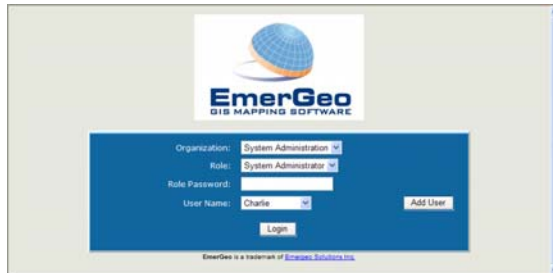 EmerGeo
GIS MAPPING SOFTWARE
Organization: System Administration
Role: System Administrator
Role Password:
User Name: Charlie Add User
Login
EmerGeo is a trademark of Emergeo Solutions Inc.